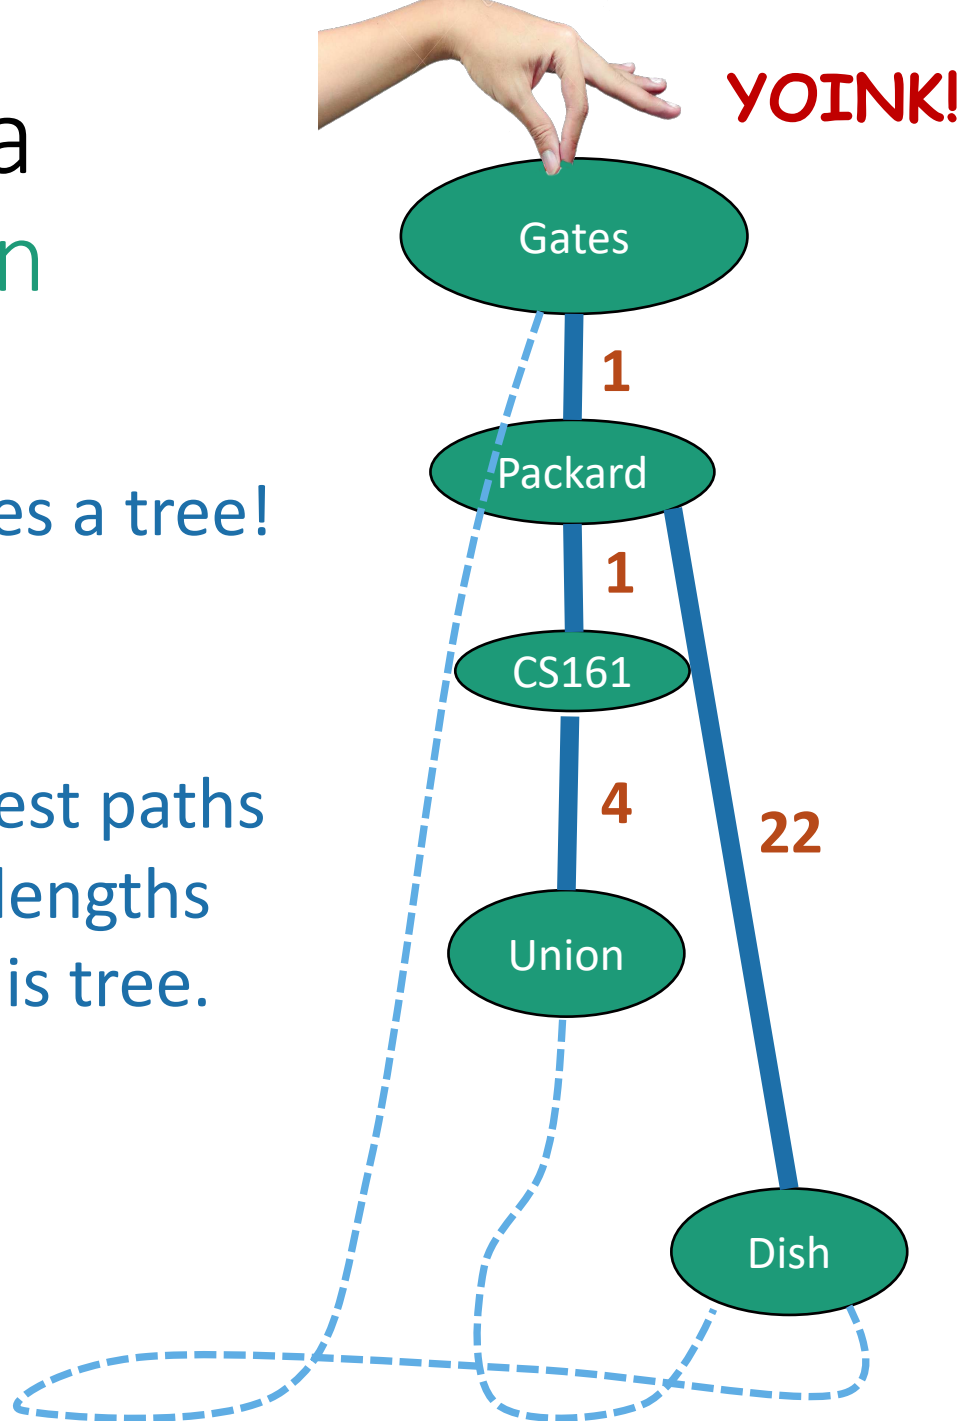 a
n
es a tree!
est paths
lengths
is tree.
YOINK!
Gates
1
Packard
1
CS161
4
22
Union
Dish